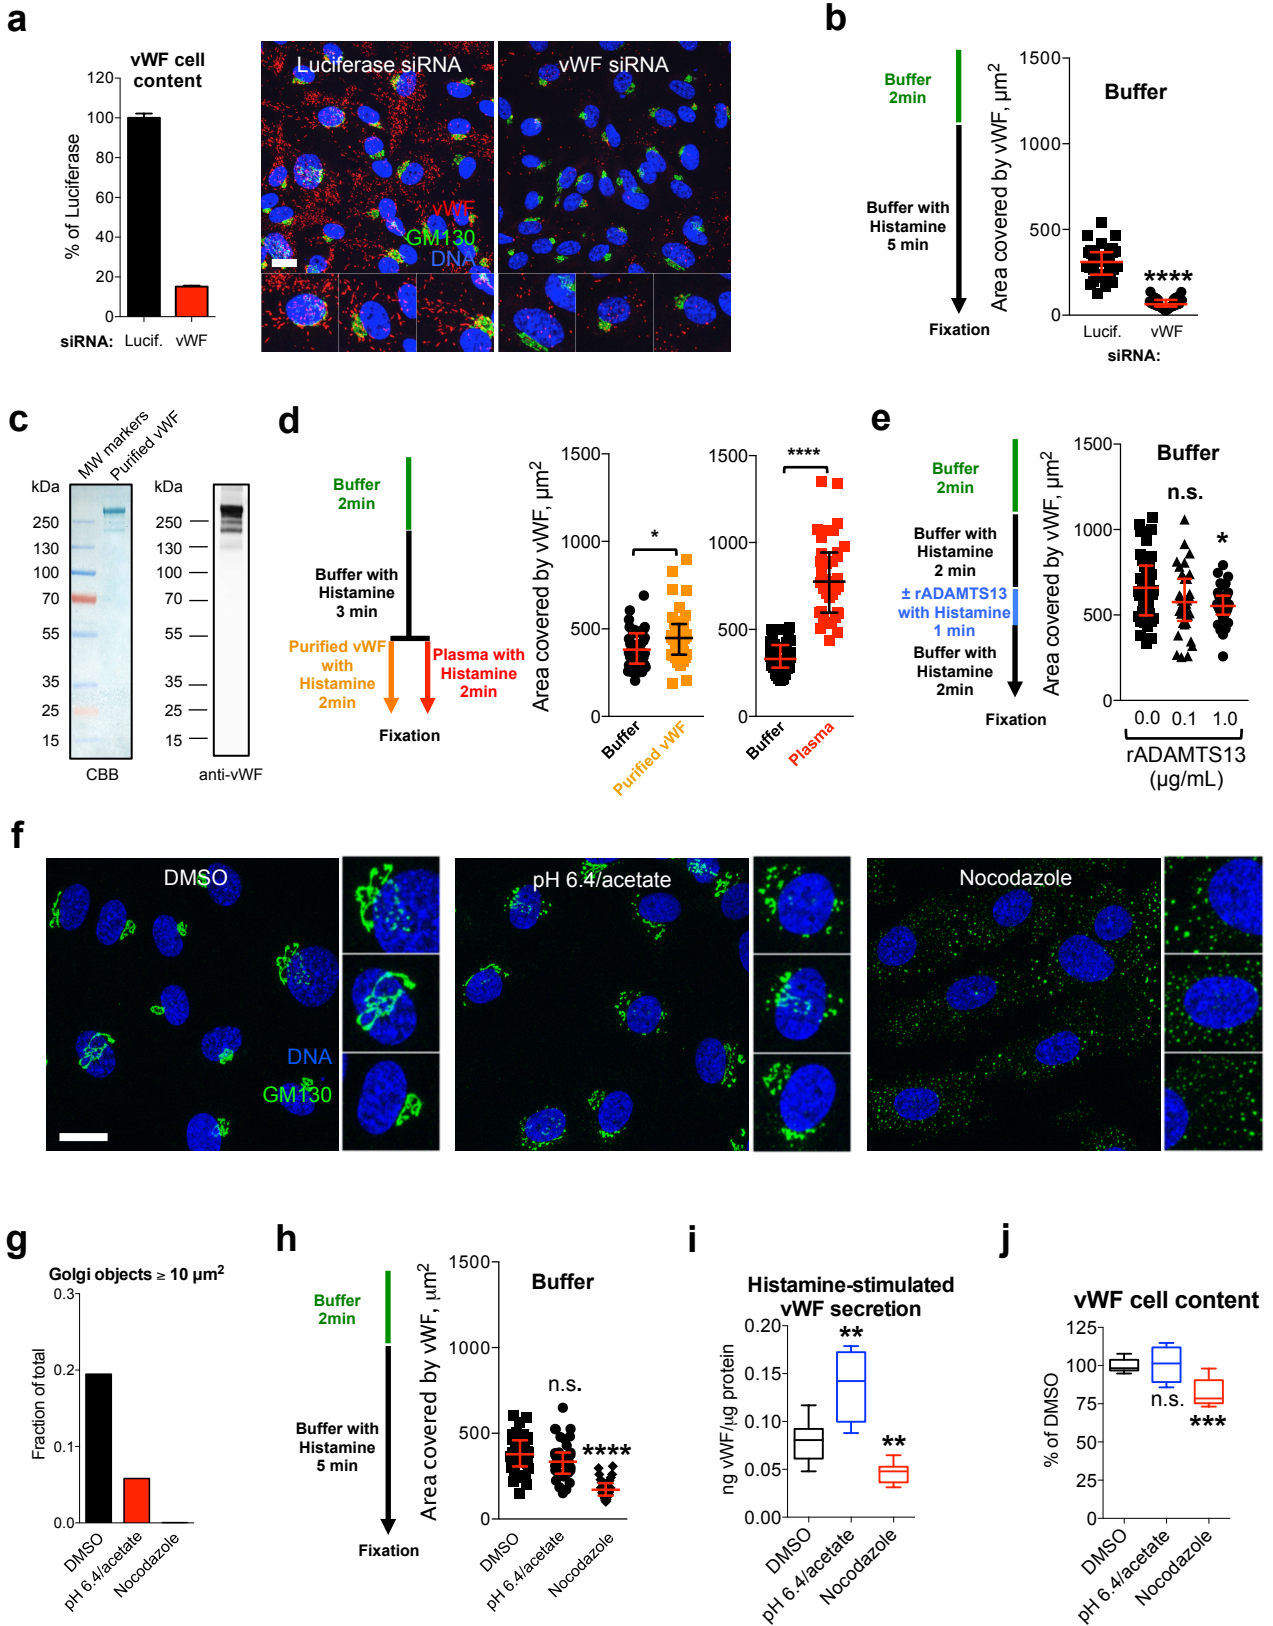 a
vWF cell
content
% of Luciferase
120
100
80
60
40
20
0
siRNA: Lucif. vWF
Luciferase siRNA
vWF
GM130
DNA
vWF siRNA
b
Buffer
2min
Buffer with
Histamine
5 min
Fixation
Area covered by vWF, µm²
1500
1000
500
0
Buffer
****
Lucif. vWF
siRNA:
c
MW markers
Purified vWF
kDa
250
130
100
70
55
35
25
15
CBB
kDa
250
130
100
70
55
35
25
15
anti-vWF
d
Buffer
2min
Buffer with
Histamine
3 min
Purified vWF
with
Histamine
2min
Plasma with
Histamine
2min
Fixation
Area covered by vWF, µm²
1500
1000
500
0
*
Buffer
Purified vWF
1500
1000
500
0
****
Buffer
Plasma
e
Buffer
2min
Buffer with
Histamine
2 min
± rADAMTS13
with Histamine
1 min
Buffer with
Histamine
2min
Fixation
Area covered by vWF, µm²
1500
1000
500
0
Buffer
n.s.
*
0.0 0.1 1.0
rADAMTS13
(µg/mL)
f
DMSO
DNA
GM130
pH 6.4/acetate
Nocodazole
g
Golgi objects ≥ 10 µm²
Fraction of total
0.3
0.2
0.1
0.0
DMSO
pH 6.4/acetate
Nocodazole
h
Buffer
2min
Buffer with
Histamine
5 min
Fixation
Area covered by vWF, µm²
1500
1000
500
0
Buffer
n.s.
****
DMSO
pH 6.4/acetate
Nocodazole
i
Histamine-stimulated
vWF secretion
ng vWF/µg protein
0.20
0.15
0.10
0.05
0.00
**
**
DMSO
pH 6.4/acetate
Nocodazole
j
vWF cell content
% of DMSO
125
100
75
50
25
0
n.s.
***
DMSO
pH 6.4/acetate
Nocodazole